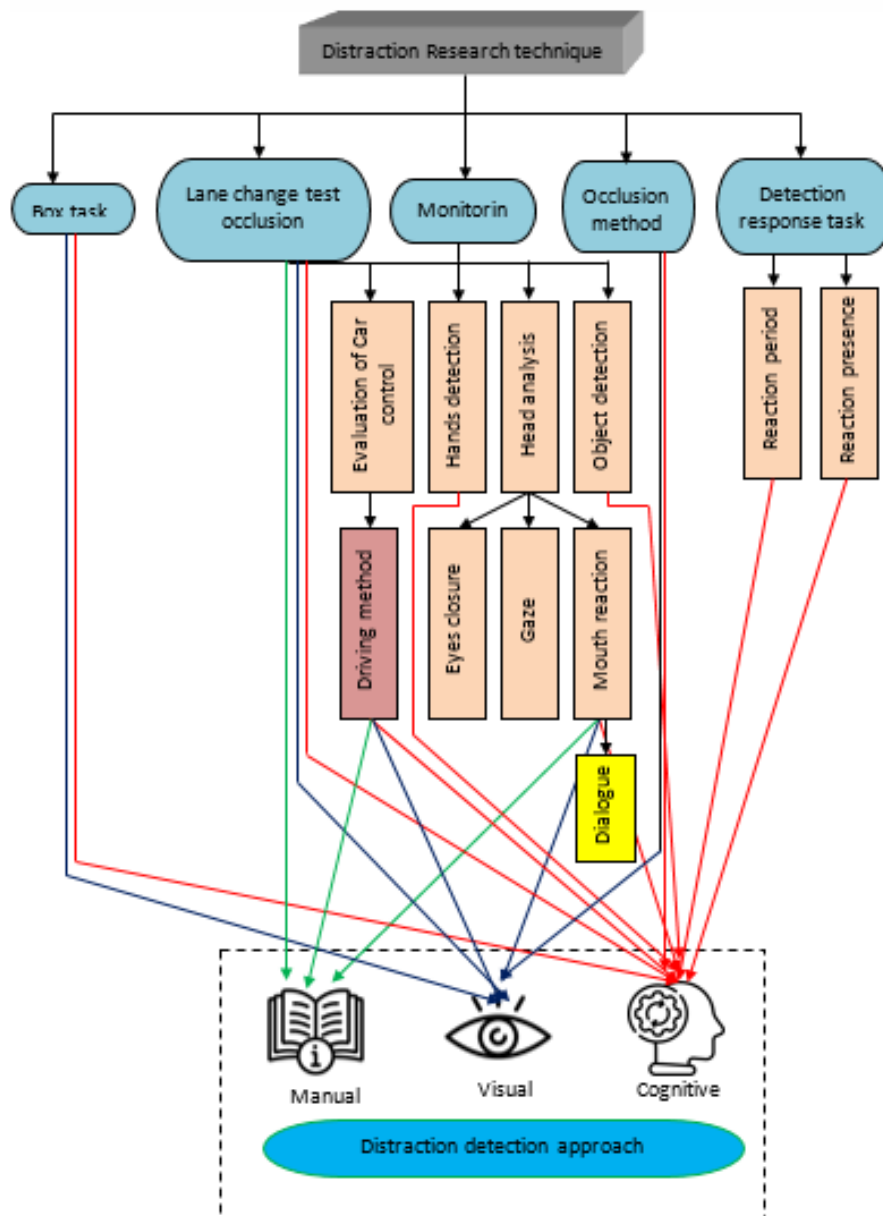 Distraction Research technique
Box task
Lane change test
occlusion
Monitorin
Occlusion
method
Detection
response task
Evaluation of Car
control
Hands detection
Head analysis
Object detection
Reaction period
Reaction presence
Driving method
Eyes closure
Gaze
Mouth reaction
Dialogue
i
Manual
Visual
Cognitive
Distraction detection approach